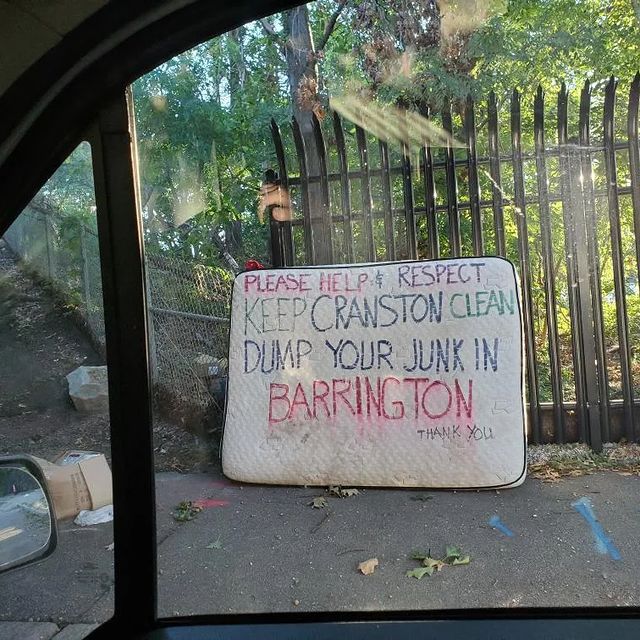 PLEASE HELP & RESPECT
KEEP CRANSTON CLEAN
DUMP YOUR JUNK IN
BARRINGTON
THANK YOU